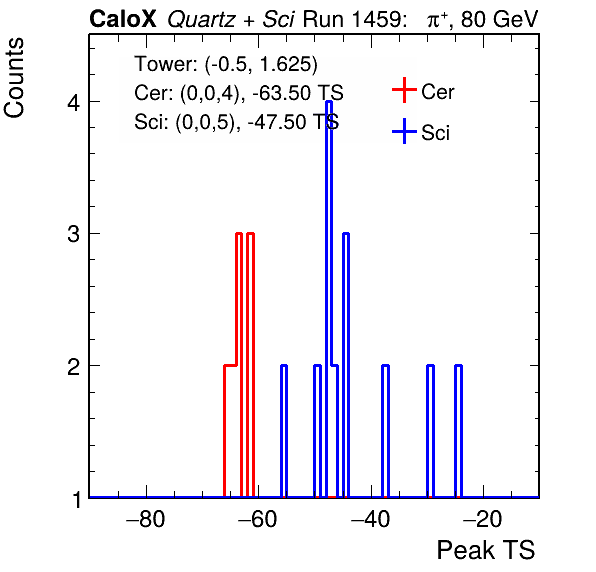 CaloX Quartz + Sci Run 1459: π⁺, 80 GeV
Counts
Tower: (-0.5, 1.625)
Cer: (0,0,4), -63.50 TS
Sci: (0,0,5), -47.50 TS
Cer
Sci
4
3
2
1
−80 −60 −40 −20
Peak TS